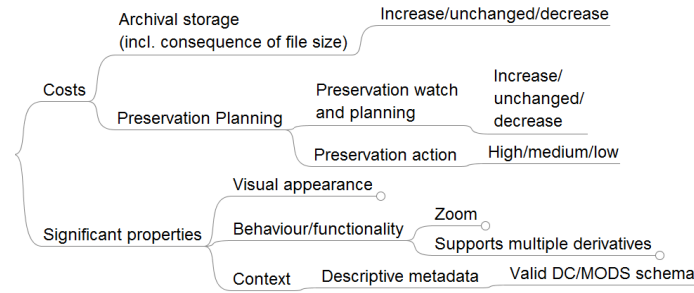 Archival storage
(incl. consequence of file size)
Increase/unchanged/decrease
Costs
Preservation Planning
Preservation watch
and planning
Increase/
unchanged/
decrease
Preservation action
High/medium/low
Significant properties
Visual appearance
Behaviour/functionality
Zoom
Supports multiple derivatives
Context
Descriptive metadata
Valid DC/MODS schema